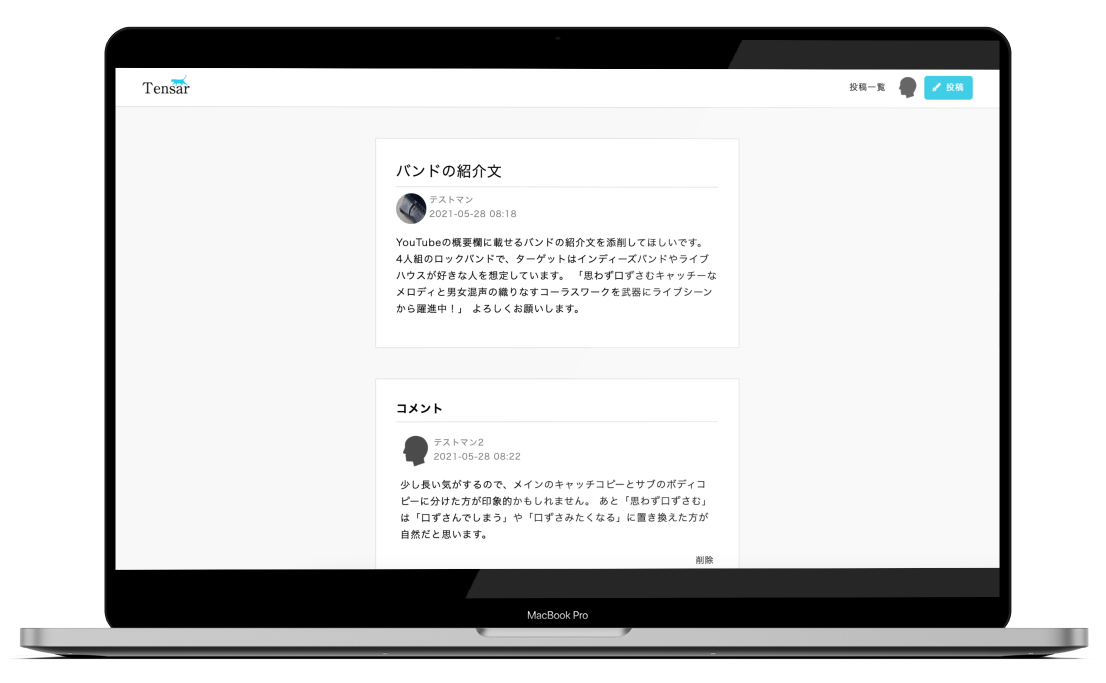 Tensar
投稿一覧
投稿
バンドの紹介文
テストマン
2021-05-28 08:18
YouTubeの概要欄に載せるバンドの紹介文を添削してほしいです。
4人組のロックバンドで、ターゲットはインディーズバンドやライブ
ハウスが好きな人を想定しています。 「思わず口ずさむキャッチーな
メロディと男女混声の織りなすコーラスワークを武器にライブシーン
から躍進中！」 よろしくお願いします。
コメント
テストマン2
2021-05-28 08:22
少し長い気がするので、メインのキャッチコピーとサブのボディコ
ピーに分けた方が印象的かもしれません。 あと「思わず口ずさむ」
は「口ずさんでしまう」や「口ずさみたくなる」に置き換えた方が
自然だと思います。
削除
MacBook Pro